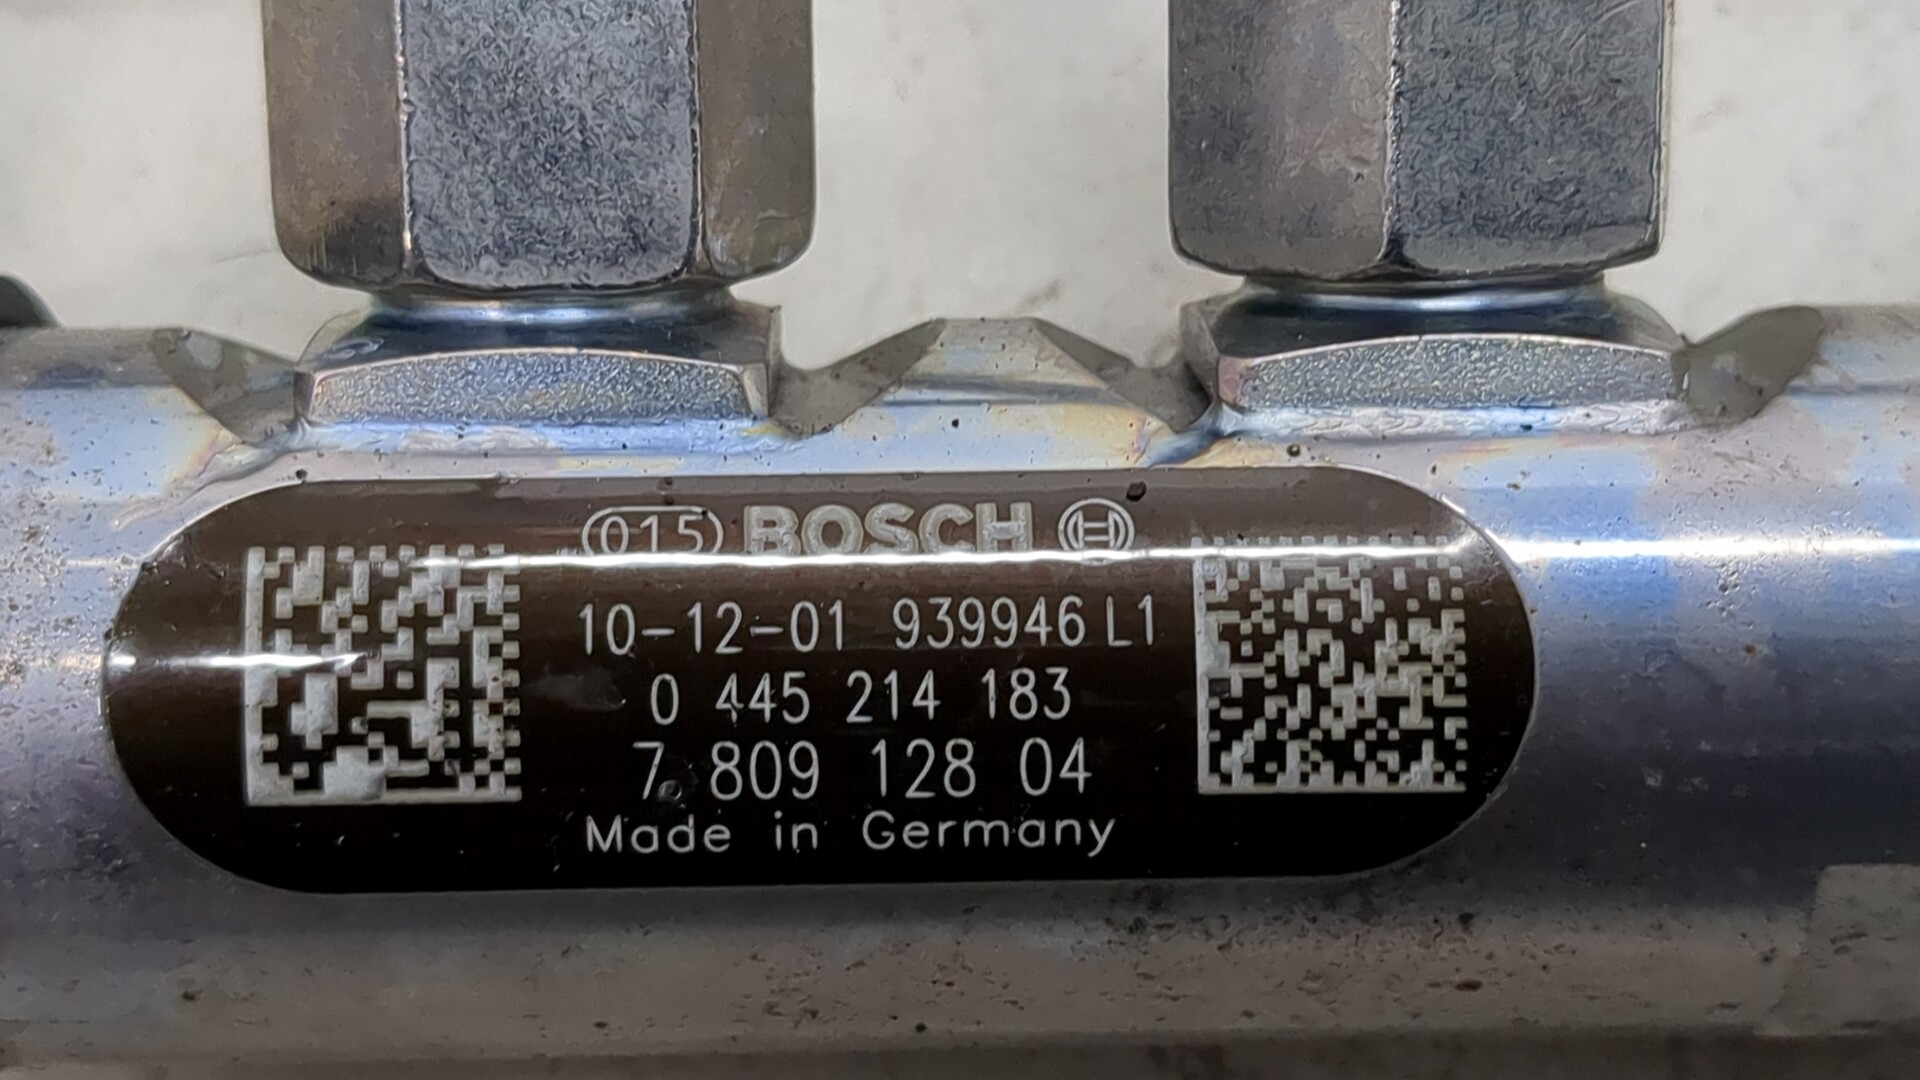 015 BOSCH
10-12-01 939946 L1
0 445 214 183
7 809 128 04
Made in Germany